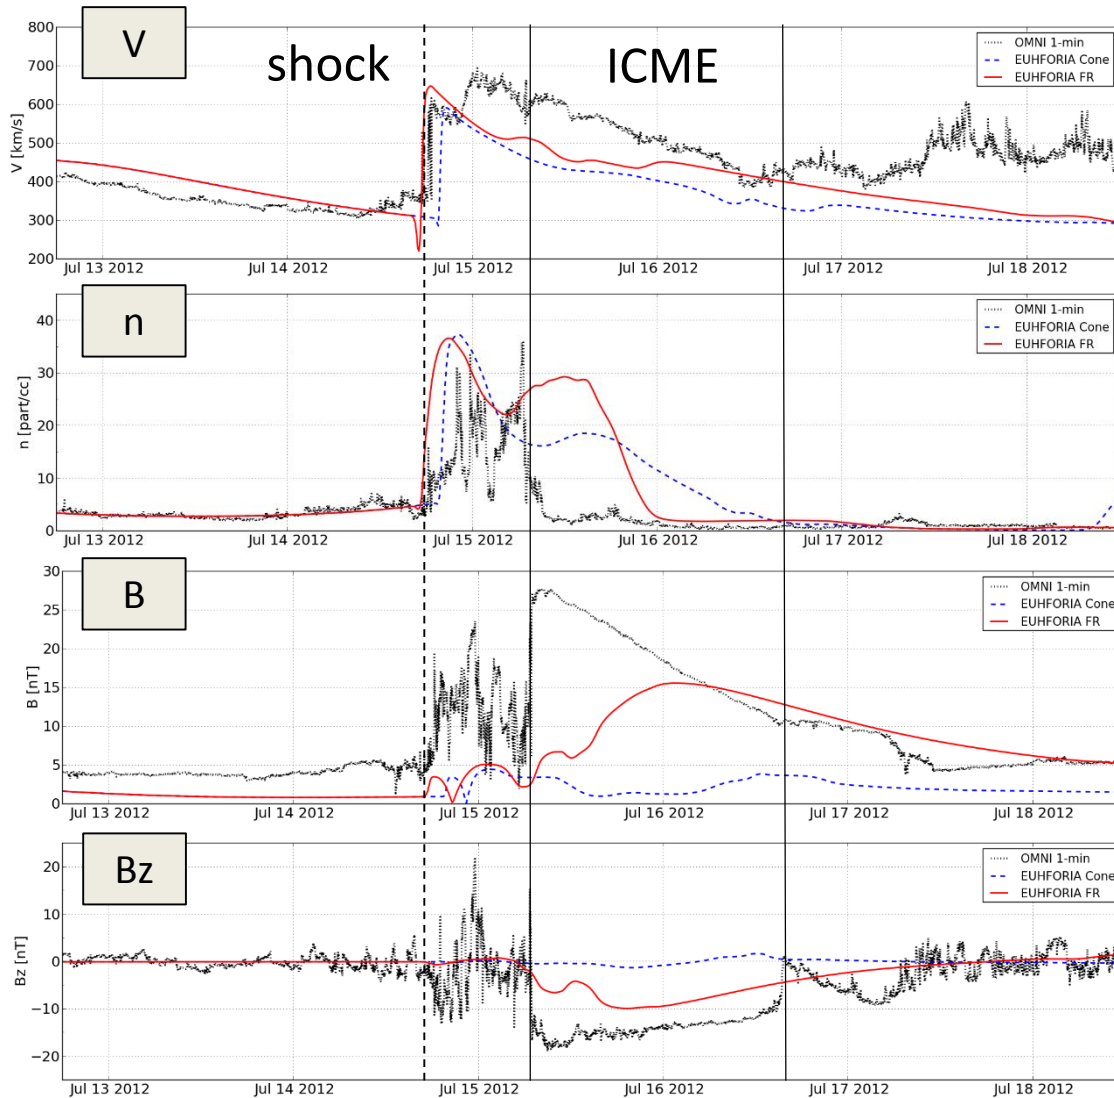 V
shock
ICME
800
700
600
500
400
300
200
V [km/s]
OMNI 1-min
EUHFORIA Cone
EUHFORIA FR
Jul 13 2012 Jul 14 2012 Jul 15 2012 Jul 16 2012 Jul 17 2012 Jul 18 2012
n
40
30
20
10
0
n [part/cc]
OMNI 1-min
EUHFORIA Cone
EUHFORIA FR
Jul 13 2012 Jul 14 2012 Jul 15 2012 Jul 16 2012 Jul 17 2012 Jul 18 2012
B
30
25
20
15
10
5
0
B [nT]
OMNI 1-min
EUHFORIA Cone
EUHFORIA FR
Jul 13 2012 Jul 14 2012 Jul 15 2012 Jul 16 2012 Jul 17 2012 Jul 18 2012
Bz
20
10
0
−10
−20
Bz [nT]
OMNI 1-min
EUHFORIA Cone
EUHFORIA FR
Jul 13 2012 Jul 14 2012 Jul 15 2012 Jul 16 2012 Jul 17 2012 Jul 18 2012